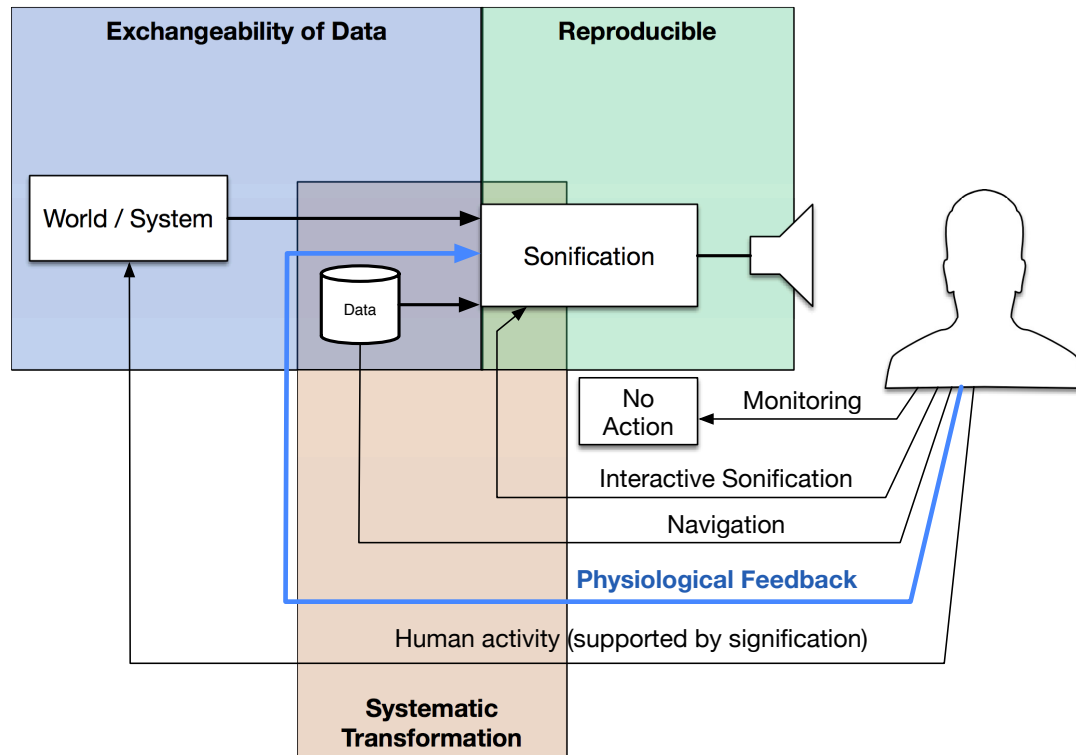 Exchangeability of Data
Reproducible
World / System
Sonification
Data
No
Action
Monitoring
Interactive Sonification
Navigation
Physiological Feedback
Human activity (supported by signification)
Systematic
Transformation